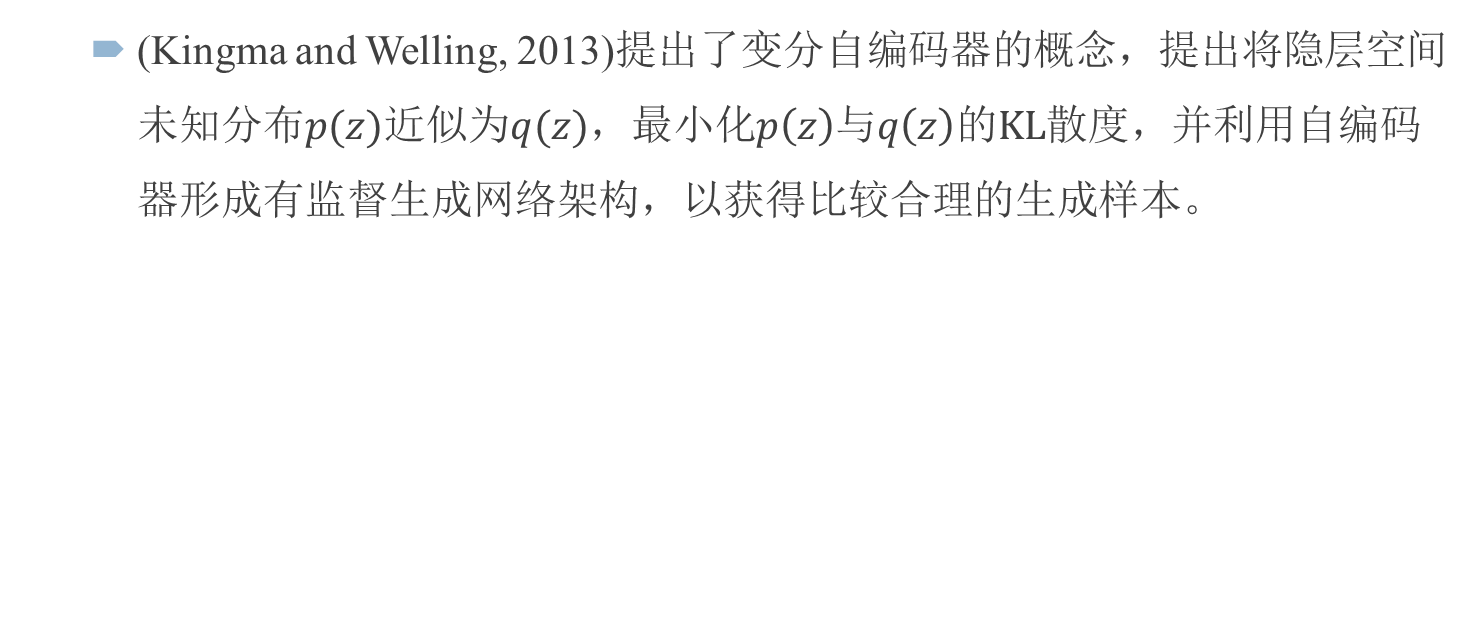 (Kingma and Welling, 2013)提出了变分自编码器的概念，提出将隐层空间
未知分布p(z)近似为q(z)，最小化p(z)与q(z)的KL散度，并利用自编码
器形成有监督生成网络架构，以获得比较合理的生成样本。